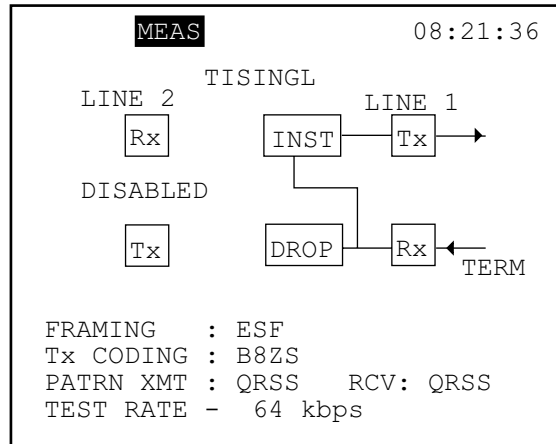 MEAS 08:21:36
TISINGL
LINE 2 LINE 1
Rx INST Tx
DISABLED
Tx DROP Rx
TERM
FRAMING : ESF
Tx CODING : B8ZS
PATRN XMT : QRSS RCV: QRSS
TEST RATE - 64 kbps